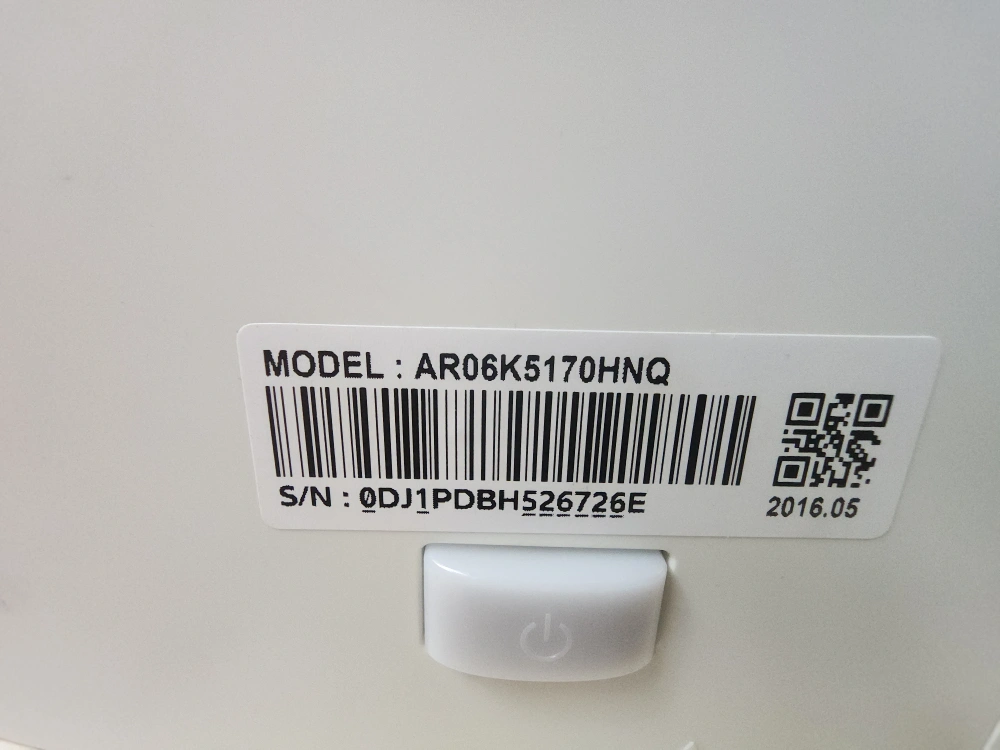 MODEL : AR06K5170HNQ
S/N : 0DJ1PDBH526726E
2016.05